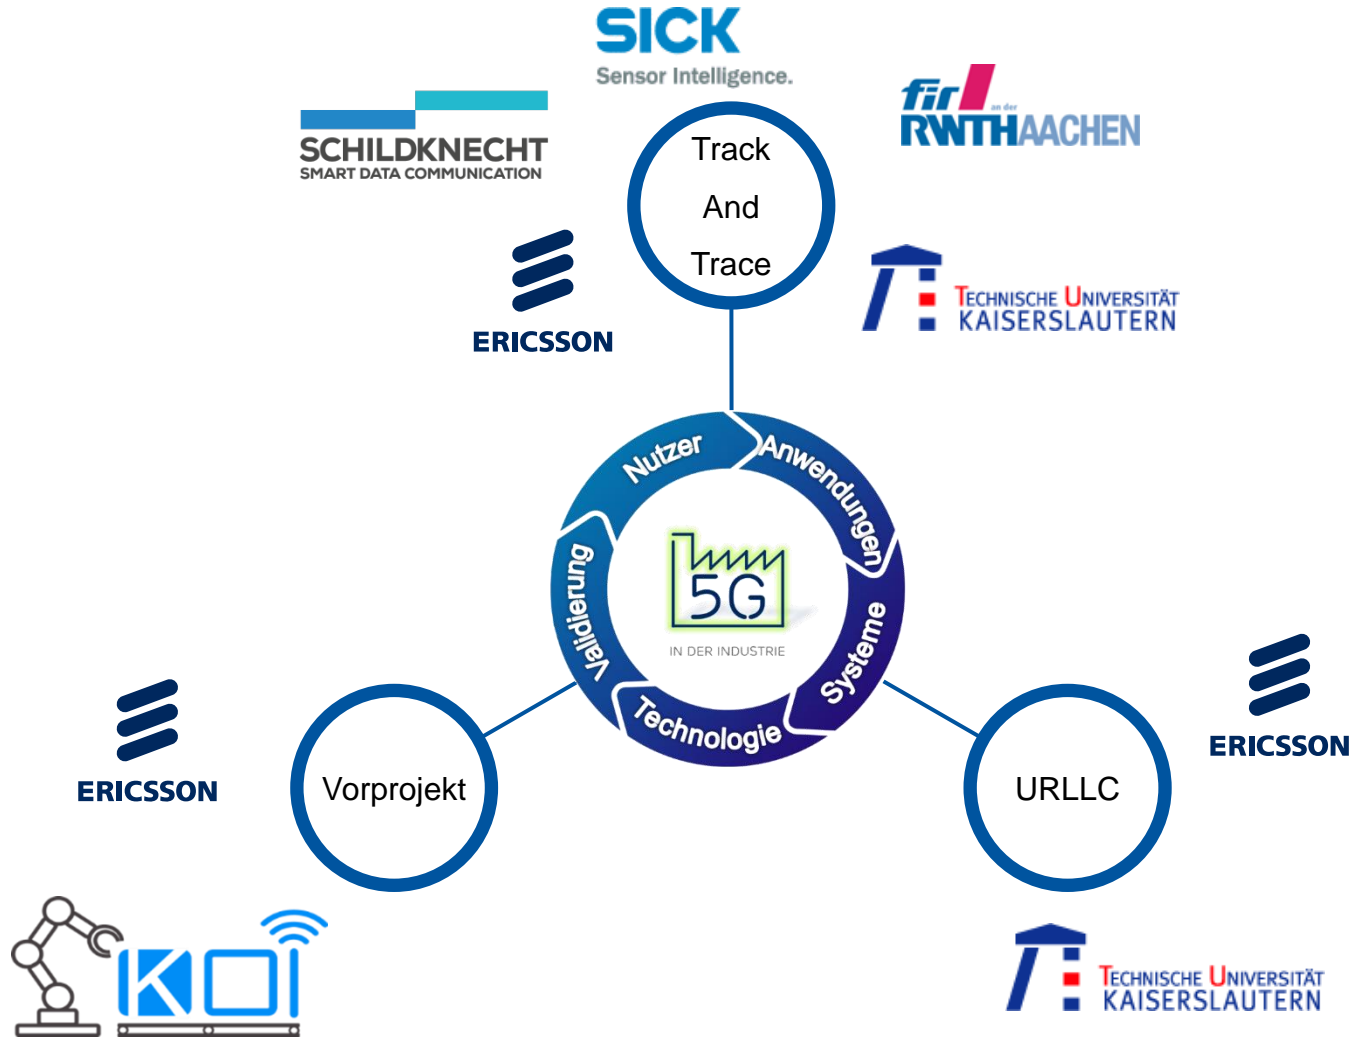 SICK
Sensor Intelligence.
SCHILDKNECHT
SMART DATA COMMUNICATION
fir an der
RWTHAACHEN
Track
And
Trace
ERICSSON
TECHNISCHE UNIVERSITÄT
KAISERSLAUTERN
Nutzer
Anwendungen
Systeme
Technologie
Validierung
5G
IN DER INDUSTRIE
ERICSSON
Vorprojekt
KOI
URLLC
ERICSSON
TECHNISCHE UNIVERSITÄT
KAISERSLAUTERN